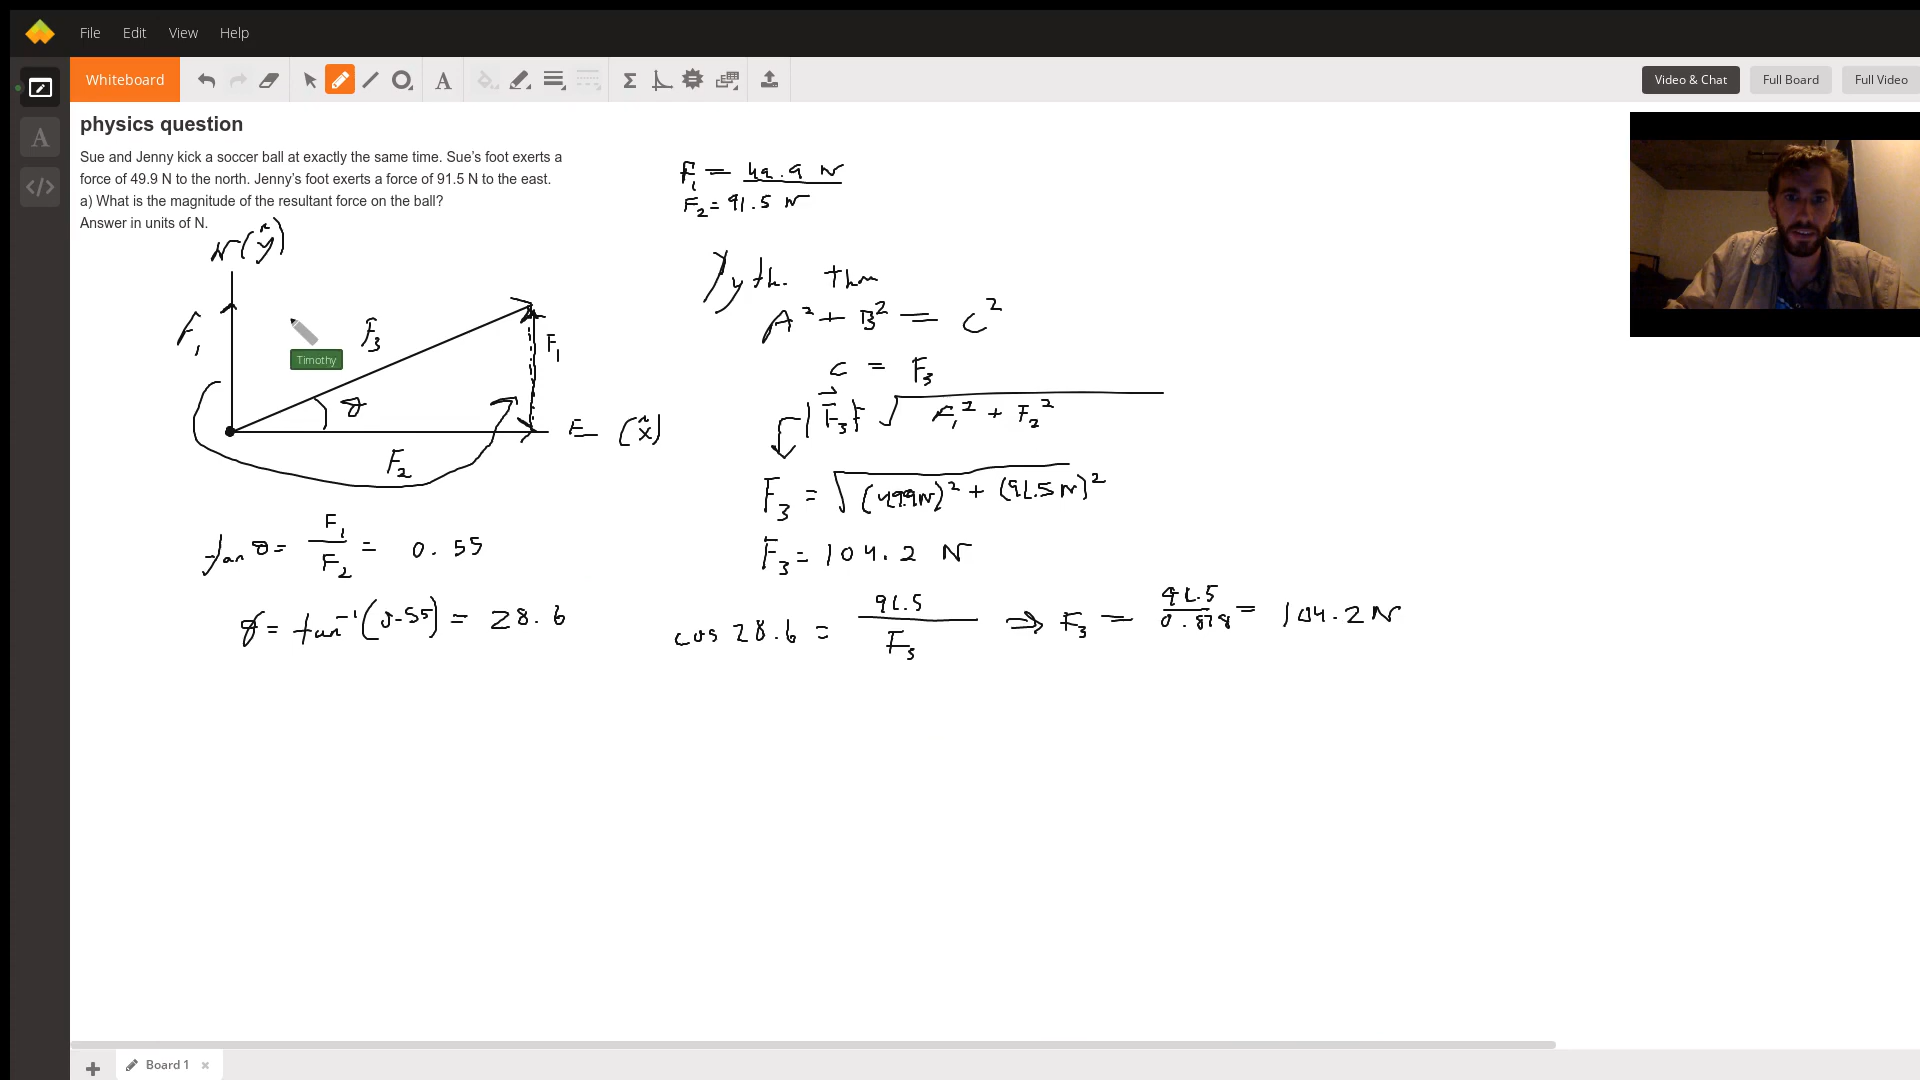 File Edit View Help
Whiteboard
A
Σ
Video & Chat
Full Board
Full Video
physics question
Sue and Jenny kick a soccer ball at exactly the same time. Sue's foot exerts a
force of 49.9 N to the north. Jenny's foot exerts a force of 91.5 N to the east.
a) What is the magnitude of the resultant force on the ball?
Answer in units of N.
N (ŷ)
F₁
F₃
Timothy
F₁
θ
E (x̂)
F₂
tan θ = F₁/F₂ = 0.55
θ = tan⁻¹(0.55) = 28.6
F₁ = 49.9 N
F₂ = 91.5 N
Pyth. Thm
A² + B² = C²
C = F₃
|F⃗₃| √F₁² + F₂²
F₃ = √(49.9N)² + (91.5N)²
F₃ = 104.2 N
cos 28.6 = 91.5/F₃ ⇒ F₃ = 91.5/0.878 = 104.2 N
A
</>
Board 1